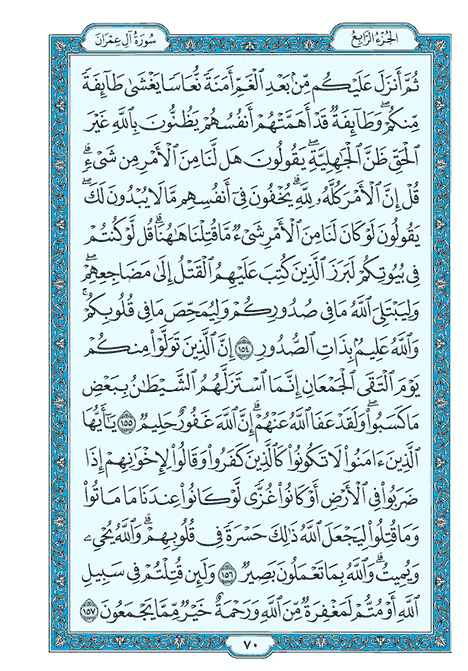 الجزء الرابع
سورة آل عمران
ثُمَّ أَنزَلَ عَلَيْكُم مِّنۢ بَعْدِ ٱلْغَمِّ أَمَنَةً نُّعَاسًا يَغْشَىٰ طَآئِفَةً
مِّنكُمْ ۖ وَطَآئِفَةٌ قَدْ أَهَمَّتْهُمْ أَنفُسُهُمْ يَظُنُّونَ بِٱللَّهِ غَيْرَ
ٱلْحَقِّ ظَنَّ ٱلْجَٰهِلِيَّةِ ۖ يَقُولُونَ هَل لَّنَا مِنَ ٱلْأَمْرِ مِن شَىْءٍ ۗ
قُلْ إِنَّ ٱلْأَمْرَ كُلَّهُۥ لِلَّهِ ۗ يُخْفُونَ فِىٓ أَنفُسِهِم مَّا لَا يُبْدُونَ لَكَ ۖ
يَقُولُونَ لَوْ كَانَ لَنَا مِنَ ٱلْأَمْرِ شَىْءٌ مَّا قُتِلْنَا هَٰهُنَا ۗ قُل لَّوْ كُنتُمْ
فِى بُيُوتِكُمْ لَبَرَزَ ٱلَّذِينَ كُتِبَ عَلَيْهِمُ ٱلْقَتْلُ إِلَىٰ مَضَاجِعِهِمْ ۖ
وَلِيَبْتَلِىَ ٱللَّهُ مَا فِى صُدُورِكُمْ وَلِيُمَحِّصَ مَا فِى قُلُوبِكُمْ ۗ
وَٱللَّهُ عَلِيمٌۢ بِذَاتِ ٱلصُّدُورِ ١٥٤ إِنَّ ٱلَّذِينَ تَوَلَّوْا۟ مِنكُمْ
يَوْمَ ٱلْتَقَى ٱلْجَمْعَانِ إِنَّمَا ٱسْتَزَلَّهُمُ ٱلشَّيْطَٰنُ بِبَعْضِ
مَا كَسَبُوا۟ ۖ وَلَقَدْ عَفَا ٱللَّهُ عَنْهُمْ ۗ إِنَّ ٱللَّهَ غَفُورٌ حَلِيمٌ ١٥٥ يَٰٓأَيُّهَا
ٱلَّذِينَ ءَامَنُوا۟ لَا تَكُونُوا۟ كَٱلَّذِينَ كَفَرُوا۟ وَقَالُوا۟ لِإِخْوَٰنِهِمْ إِذَا
ضَرَبُوا۟ فِى ٱلْأَرْضِ أَوْ كَانُوا۟ غُزًّى لَّوْ كَانُوا۟ عِندَنَا مَا مَاتُوا۟
وَمَا قُتِلُوا۟ لِيَجْعَلَ ٱللَّهُ ذَٰلِكَ حَسْرَةً فِى قُلُوبِهِمْ ۗ وَٱللَّهُ يُحْىِۦ
وَيُمِيتُ ۗ وَٱللَّهُ بِمَا تَعْمَلُونَ بَصِيرٌ ١٥٦ وَلَئِن قُتِلْتُمْ فِى سَبِيلِ
ٱللَّهِ أَوْ مُتُّمْ لَمَغْفِرَةٌ مِّنَ ٱللَّهِ وَرَحْمَةٌ خَيْرٌ مِّمَّا يَجْمَعُونَ ١٥٧
٧٠